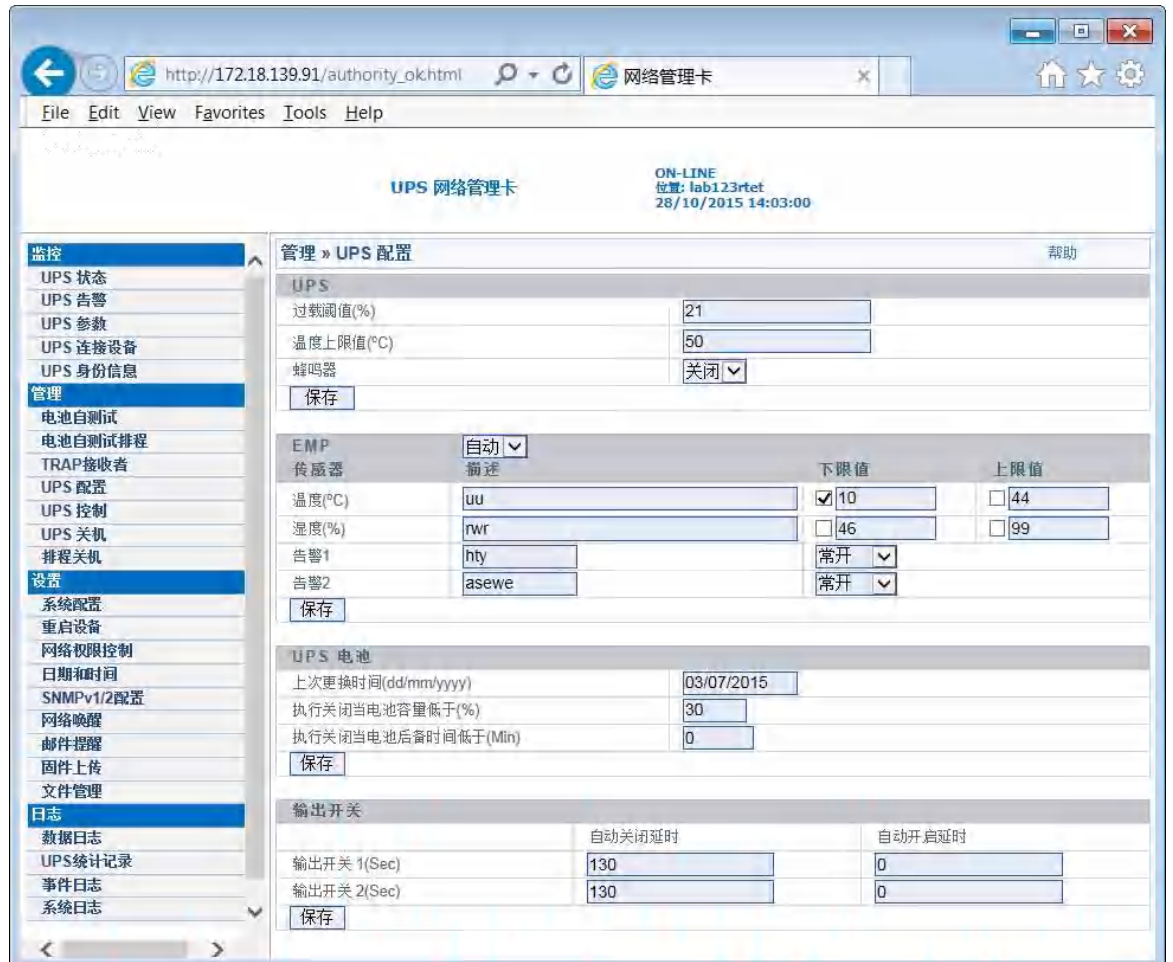 http://172.18.139.91/authority_ok.html 网络管理卡
File Edit View Favorites Tools Help
UPS 网络管理卡
ON-LINE
位置: lab123rtet
28/10/2015 14:03:00
监控
UPS 状态
UPS 告警
UPS 参数
UPS 连接设备
UPS 身份信息
管理
电池自测试
电池自测试排程
TRAP接收者
UPS 配置
UPS 控制
UPS 关机
排程关机
设置
系统配置
重启设备
网络权限控制
日期和时间
SNMPv1/2配置
网络唤醒
邮件提醒
固件上传
文件管理
日志
数据日志
UPS统计记录
事件日志
系统日志
管理 » UPS 配置 帮助
UPS
过载阈值(%) 21
温度上限值(ºC) 50
蜂鸣器 关闭
保存
EMP 自动
传感器 描述 下限值 上限值
温度(ºC) uu 10 44
湿度(%) rwr 46 99
告警1 hty 常开
告警2 asewe 常开
保存
UPS 电池
上次更换时间(dd/mm/yyyy) 03/07/2015
执行关闭当电池容量低于(%) 30
执行关闭当电池后备时间低于(Min) 0
保存
输出开关
自动关闭延时 自动开启延时
输出开关 1(Sec) 130 0
输出开关 2(Sec) 130 0
保存